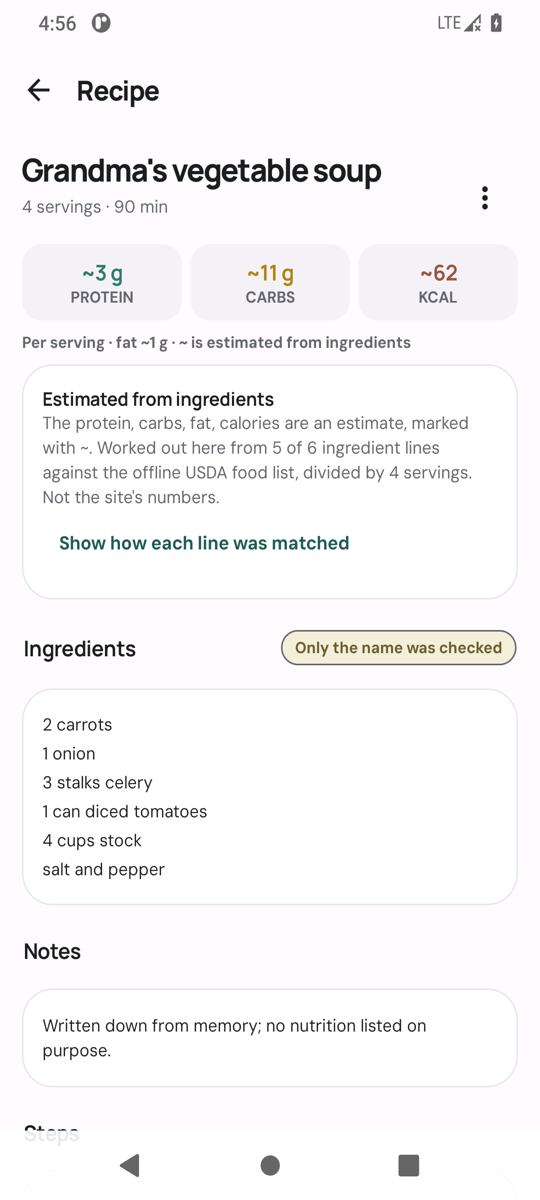 4:56
LTE
Recipe
Grandma's vegetable soup
4 servings · 90 min
~3 g
PROTEIN
~11 g
CARBS
~62
KCAL
Per serving · fat ~1 g · ~ is estimated from ingredients
Estimated from ingredients
The protein, carbs, fat, calories are an estimate, marked
with ~. Worked out here from 5 of 6 ingredient lines
against the offline USDA food list, divided by 4 servings.
Not the site's numbers.
Show how each line was matched
Ingredients
Only the name was checked
2 carrots
1 onion
3 stalks celery
1 can diced tomatoes
4 cups stock
salt and pepper
Notes
Written down from memory; no nutrition listed on
purpose.
Steps